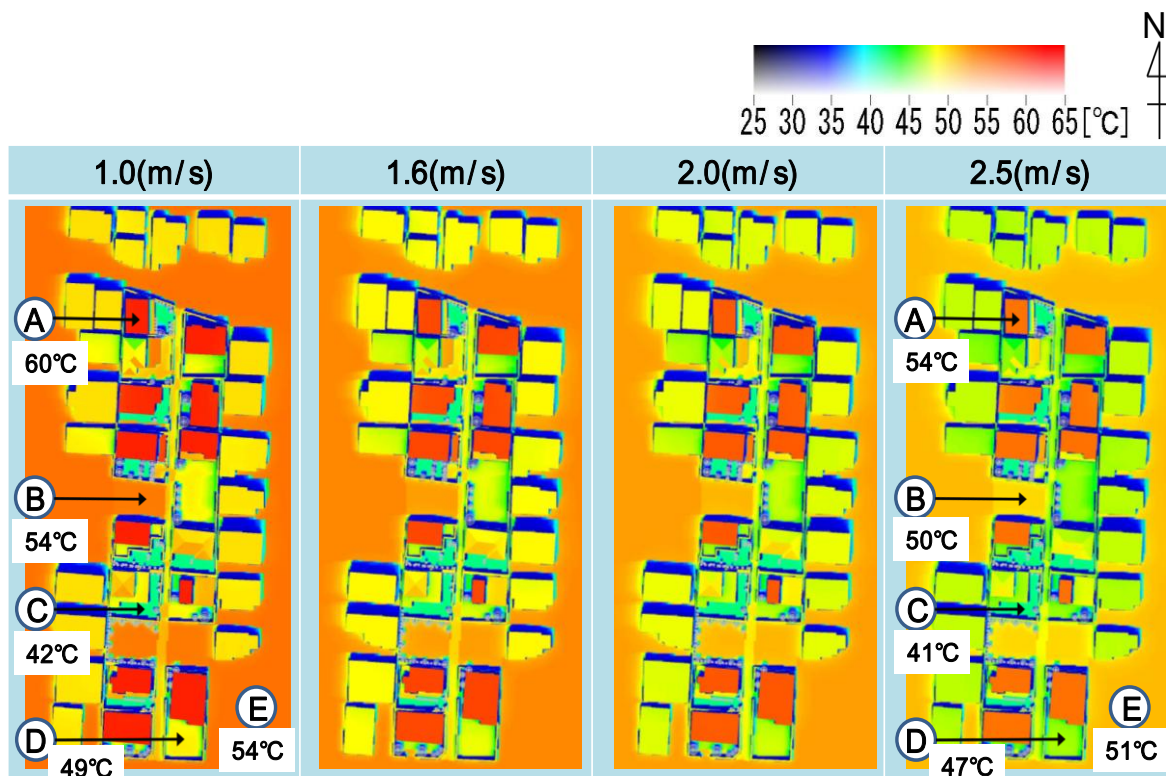 N
25 30 35 40 45 50 55 60 65[℃]
1.0(m/s) 1.6(m/s) 2.0(m/s) 2.5(m/s)
A
60℃
B
54℃
C
42℃
D
49℃
E
54℃
A
54℃
B
50℃
C
41℃
D
47℃
E
51℃